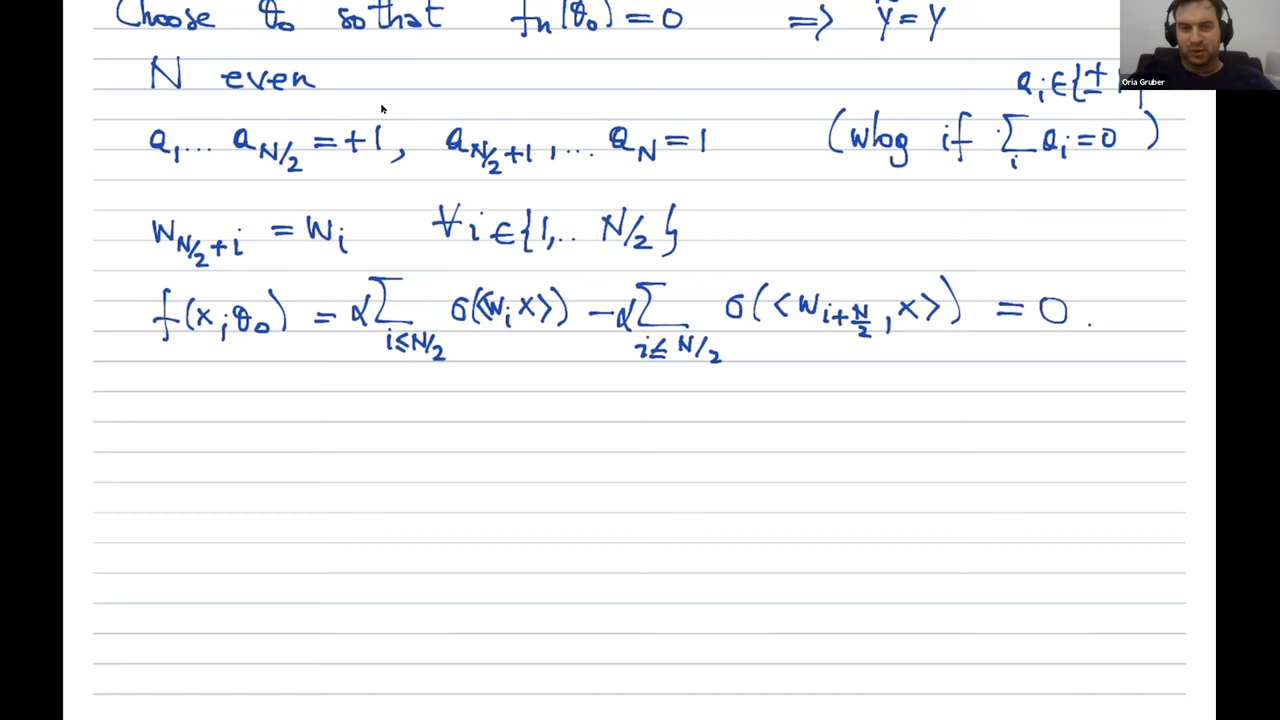 Choose θ₀ so that fn(θ₀) = 0 ⟹ ỹ = y
N even
a_i ∈ {±
Oria Gruber
a₁... a_{N/2} = +1, a_{N/2+1}, ... a_N = 1 (wlog if ∑_i a_i = 0 )
w_{N/2+i} = w_i ∀ i ∈ {1,.. N/2}
f(x; θ₀) = α ∑_{i≤N/2} σ(<w_i x>) - α ∑_{i≤N/2} σ(<w_{i+N/2}, x>) = 0 .